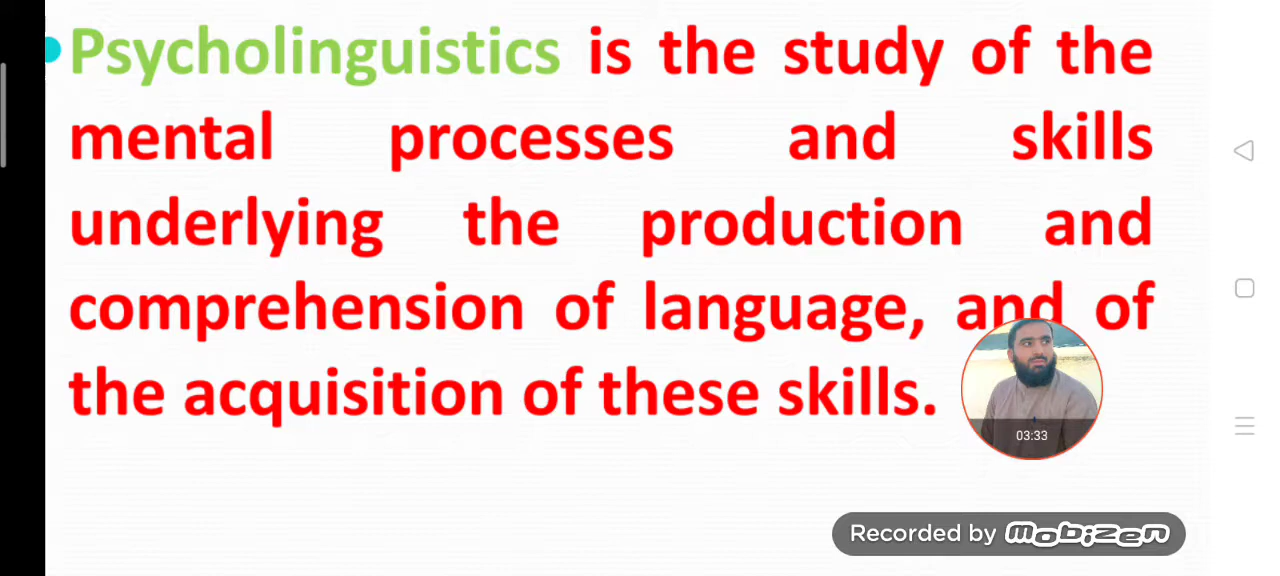 Psycholinguistics is the study of the
mental processes and skills
underlying the production and
comprehension of language, and of
the acquisition of these skills.
03:33
Recorded by mobizen